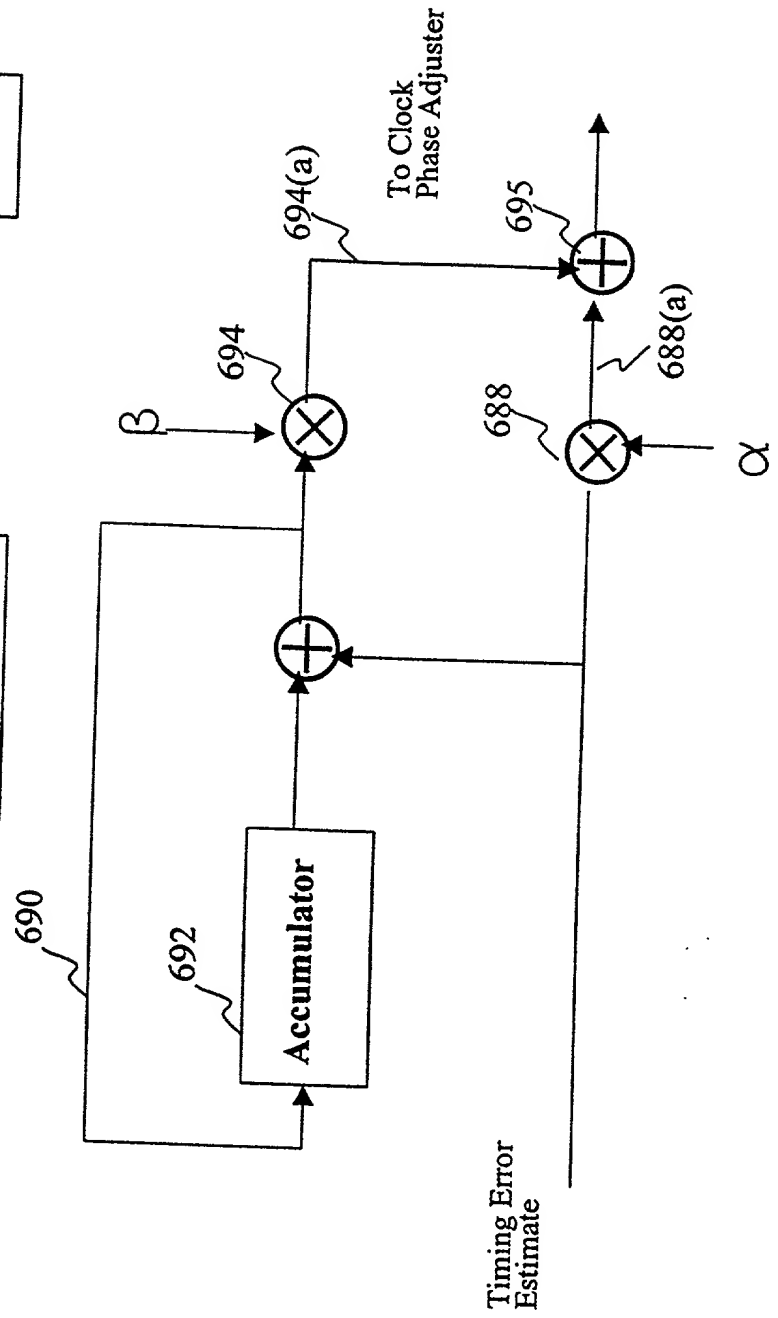 690
692
Accumulator
β
694
694(a)
To Clock
Phase Adjuster
695
688
688(a)
α
Timing Error
Estimate